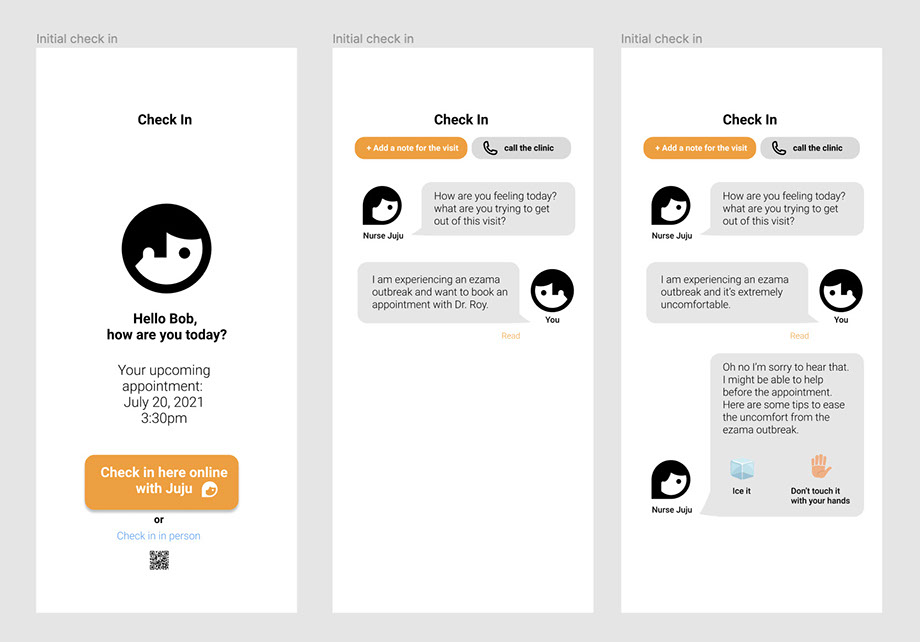 Initial check in
Check In
Hello Bob,
how are you today?
Your upcoming
appointment:
July 20, 2021
3:30pm
Check in here online
with Juju
or
Check in in person
Initial check in
Check In
+ Add a note for the visit
call the clinic
How are you feeling today?
what are you trying to get
out of this visit?
Nurse Juju
I am experiencing an ezama
outbreak and want to book an
appointment with Dr. Roy.
You
Read
Initial check in
Check In
+ Add a note for the visit
call the clinic
How are you feeling today?
what are you trying to get
out of this visit?
Nurse Juju
I am experiencing an ezama
outbreak and it's extremely
uncomfortable.
You
Read
Oh no I'm sorry to hear that.
I might be able to help
before the appointment.
Here are some tips to ease
the uncomfort from the
ezama outbreak.
Ice it
Don't touch it
with your hands
Nurse Juju